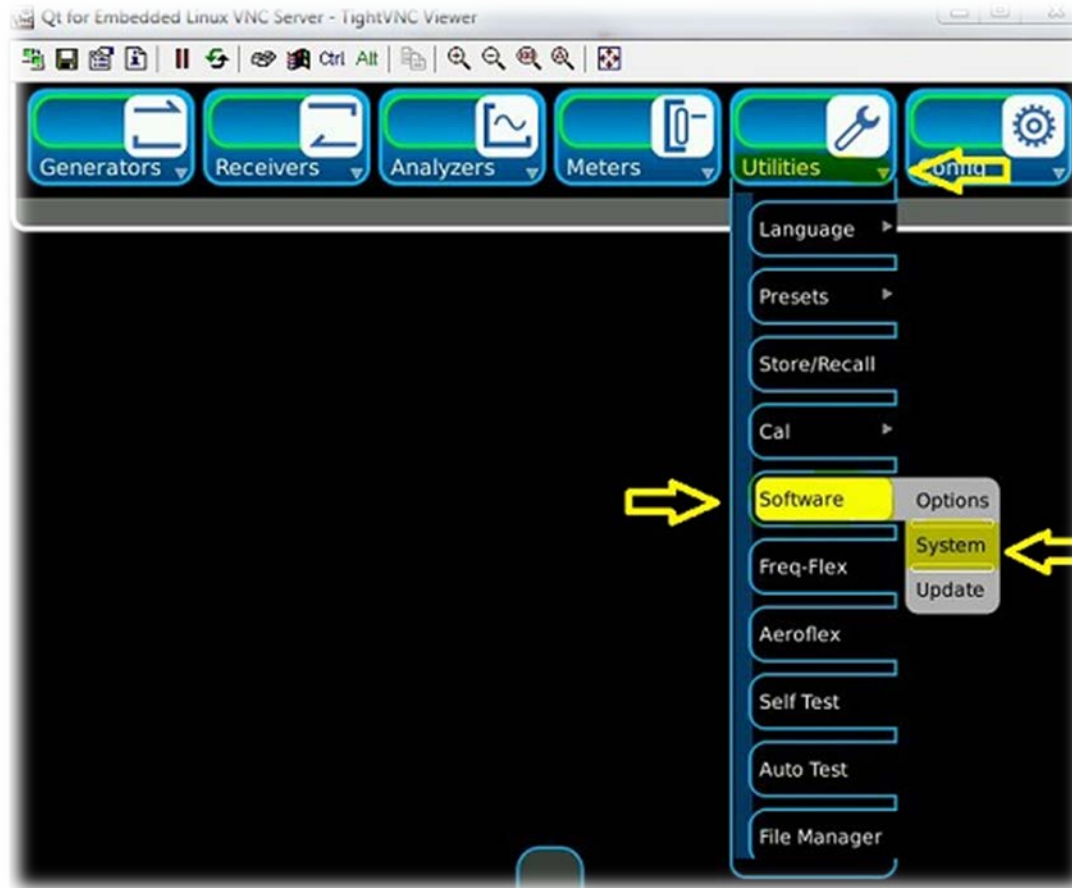 Qt for Embedded Linux VNC Server - TightVNC Viewer
Ctrl Alt
Generators Receivers Analyzers Meters Utilities Config
Language
Presets
Store/Recall
Cal
Software
Options
System
Update
Freq-Flex
Aeroflex
Self Test
Auto Test
File Manager